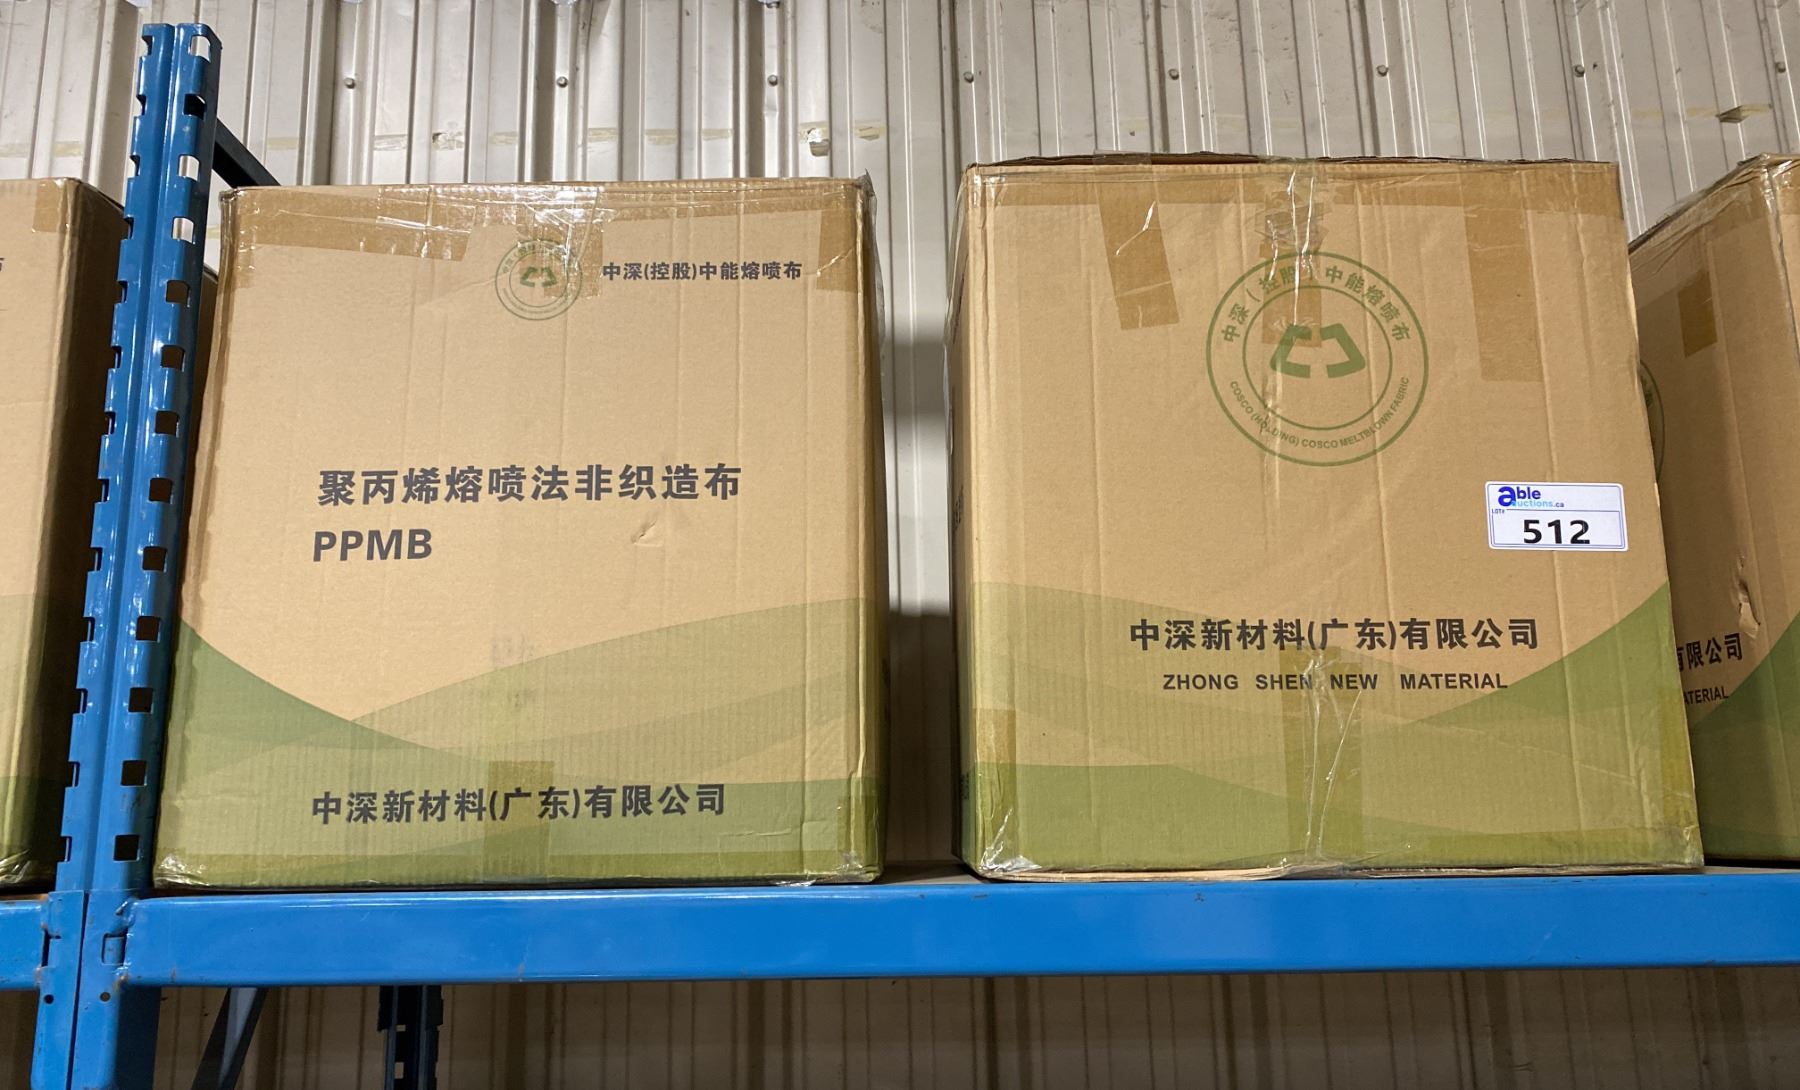 中深(控股)中能熔喷布
聚丙烯熔喷法非织造布
PPMB
中深新材料(广东)有限公司
中深(控股)中能熔喷布
COSCO (HOLDING) COSCO MELTBLOWN FABRIC
able
auctions.ca
LOT#
512
中深新材料(广东)有限公司
ZHONG SHEN NEW MATERIAL
有限公司
ATERIAL